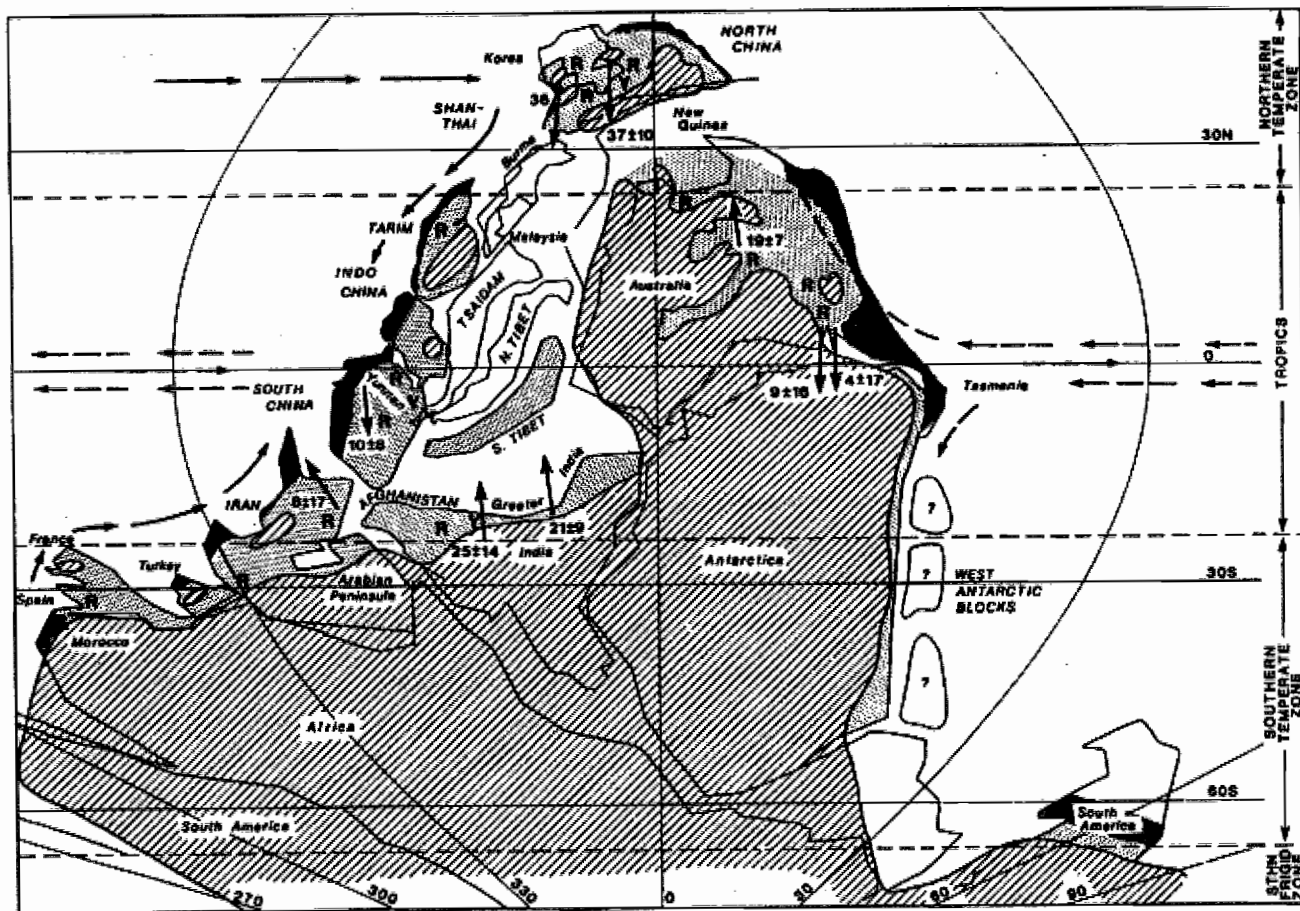 NORTH
CHINA
Korea
R
R
R
36
SHAN-
THAI
37±10
New
Guinea
30N
Burma
TARIM
R
Malaysia
R
19±7
R
INDO
CHINA
TSAIDAM
Australia
R
R
N. TIBET
0
SOUTH
CHINA
Yunnan
R
R
9±16
4±17
Tasmania
10±8
S. TIBET
India
IRAN
8±17
R
AFGHANISTAN
Greater
R
21±9
25±14
India
France
Turkey
R
Arabian
Peninsula
Antarctica
?
?
?
30S
WEST
ANTARCTIC
BLOCKS
Spain
R
Morocco
Africa
60S
South America
South
America
270
300
330
0
30
60
90
NORTHERN
TEMPERATE
ZONE
TROPICS
SOUTHERN
TEMPERATE
ZONE
STHN
FRIGID
ZONE